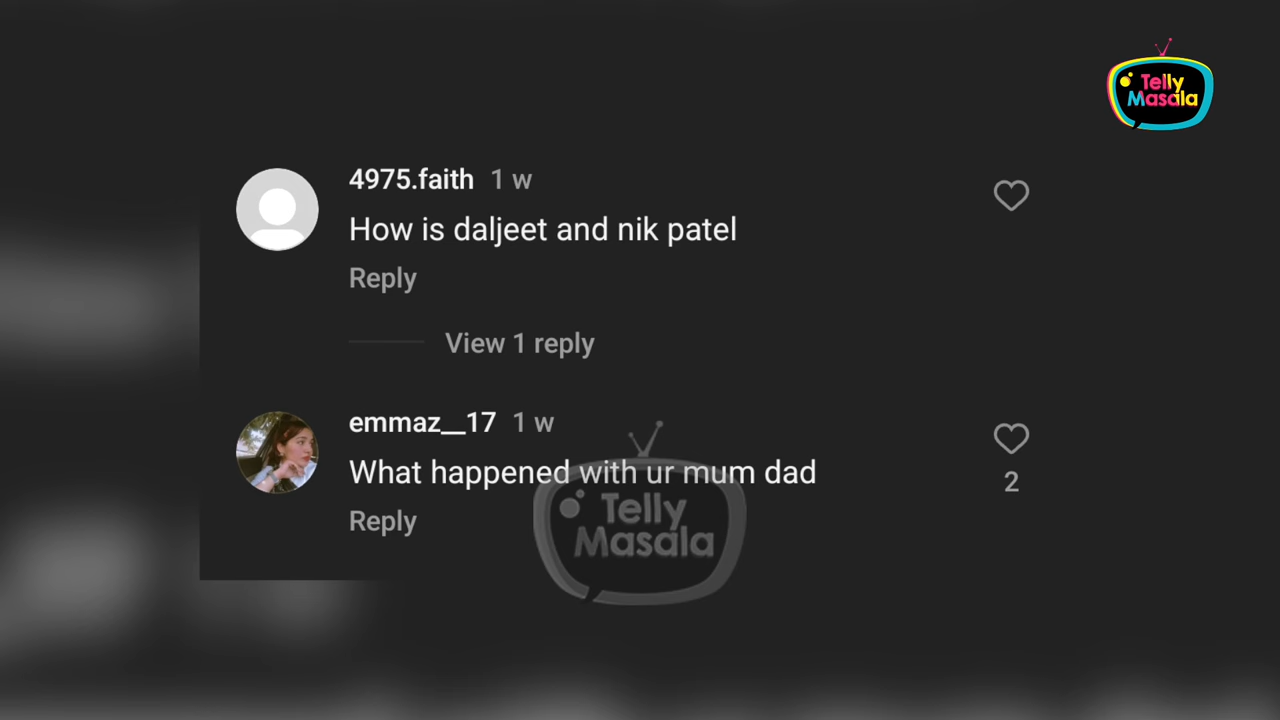 Telly
Masala
4975.faith 1 w
How is daljeet and nik patel
Reply
View 1 reply
emmaz__17 1 w
What happened with ur mum dad
2
Reply
Telly
Masala